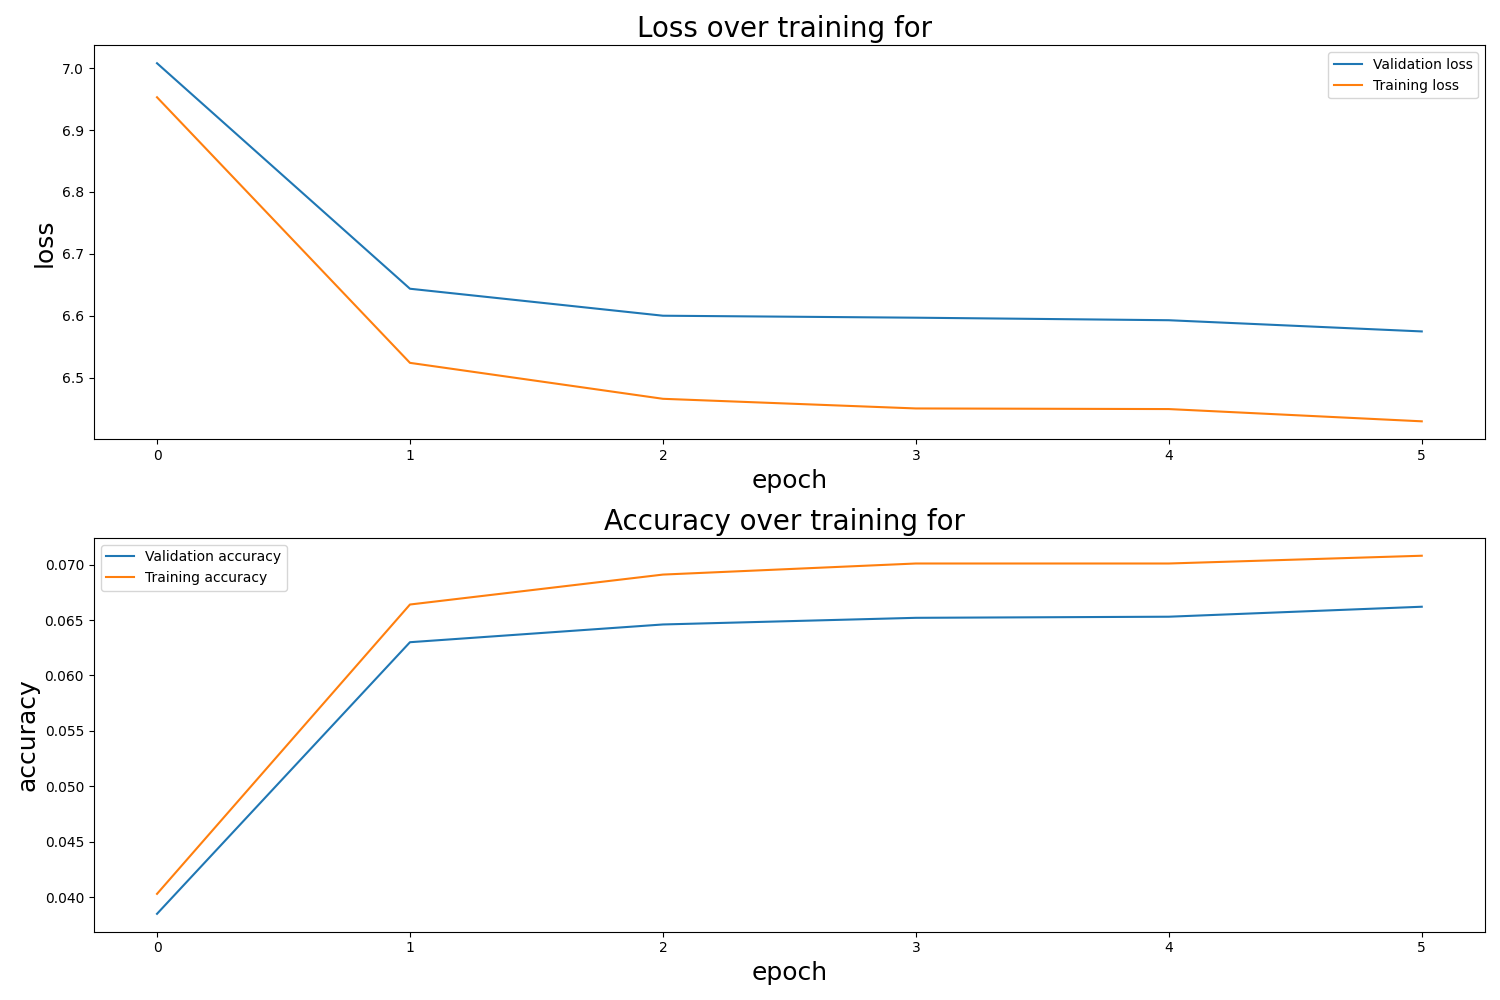 Loss over training for
7.0
6.9
6.8
6.7
6.6
6.5
loss
Validation loss
Training loss
0 1 2 3 4 5
epoch
Accuracy over training for
Validation accuracy
Training accuracy
0.070
0.065
0.060
0.055
0.050
0.045
0.040
accuracy
0 1 2 3 4 5
epoch